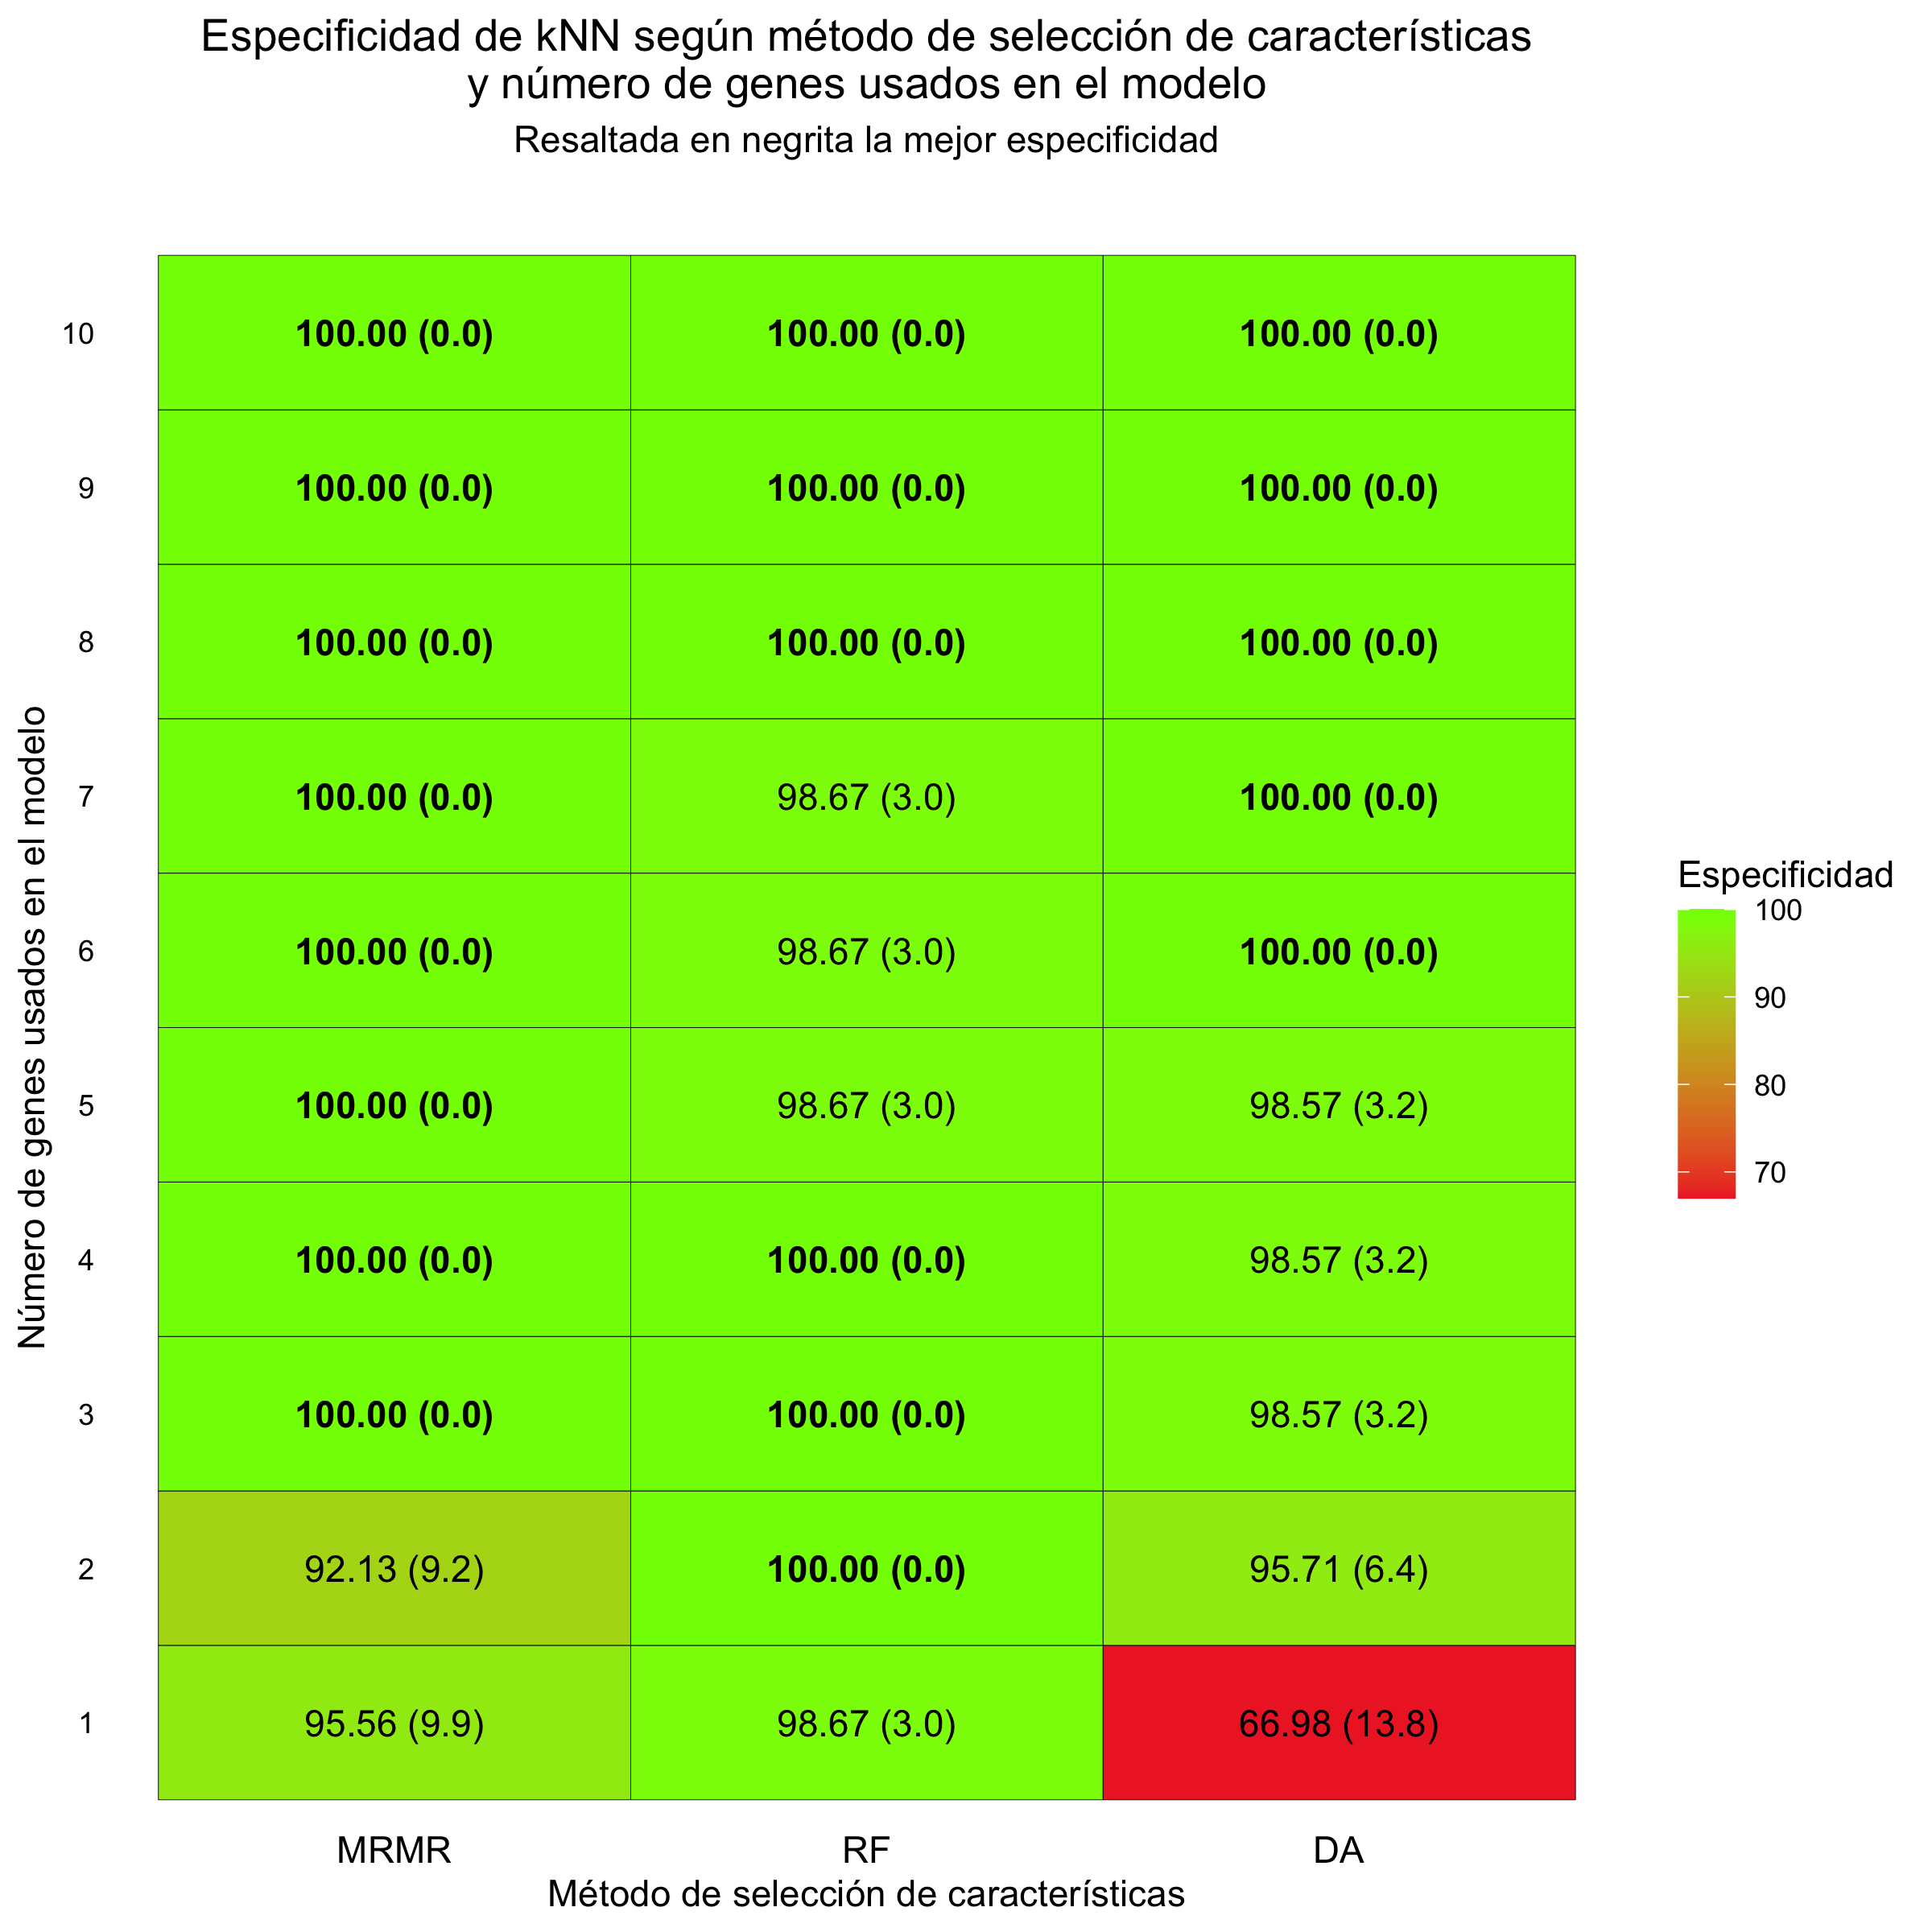 Especificidad de kNN según método de selección de características
y número de genes usados en el modelo
Resaltada en negrita la mejor especificidad
Número de genes usados en el modelo
10 100.00 (0.0) 100.00 (0.0) 100.00 (0.0)
9 100.00 (0.0) 100.00 (0.0) 100.00 (0.0)
8 100.00 (0.0) 100.00 (0.0) 100.00 (0.0)
7 100.00 (0.0) 98.67 (3.0) 100.00 (0.0)
6 100.00 (0.0) 98.67 (3.0) 100.00 (0.0)
5 100.00 (0.0) 98.67 (3.0) 98.57 (3.2)
4 100.00 (0.0) 100.00 (0.0) 98.57 (3.2)
3 100.00 (0.0) 100.00 (0.0) 98.57 (3.2)
2 92.13 (9.2) 100.00 (0.0) 95.71 (6.4)
1 95.56 (9.9) 98.67 (3.0) 66.98 (13.8)
MRMR RF DA
Método de selección de características
Especificidad
100
90
80
70